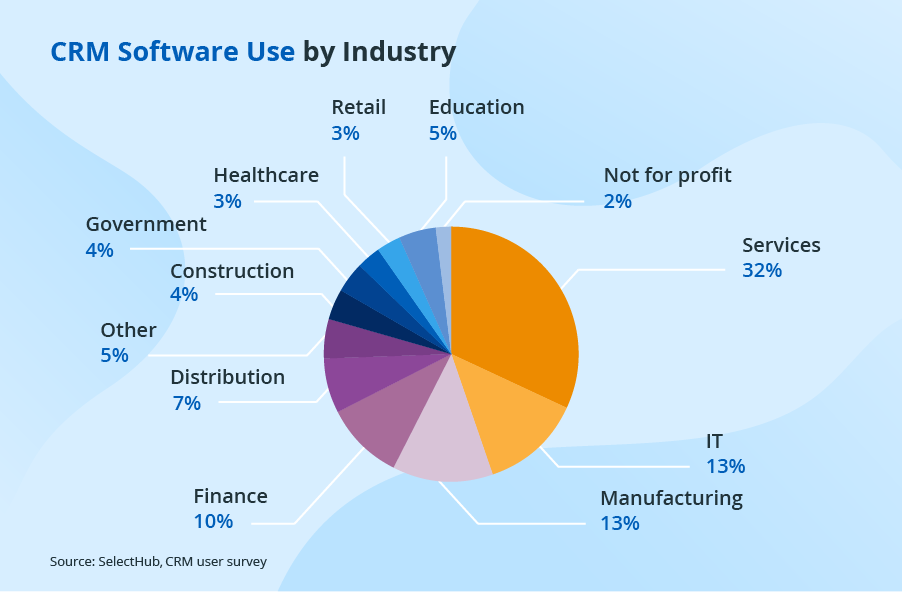 CRM Software Use by Industry
Retail
3%
Education
5%
Healthcare
3%
Not for profit
2%
Government
4%
Services
32%
Construction
4%
Other
5%
Distribution
7%
IT
13%
Finance
10%
Manufacturing
13%
Source: SelectHub, CRM user survey